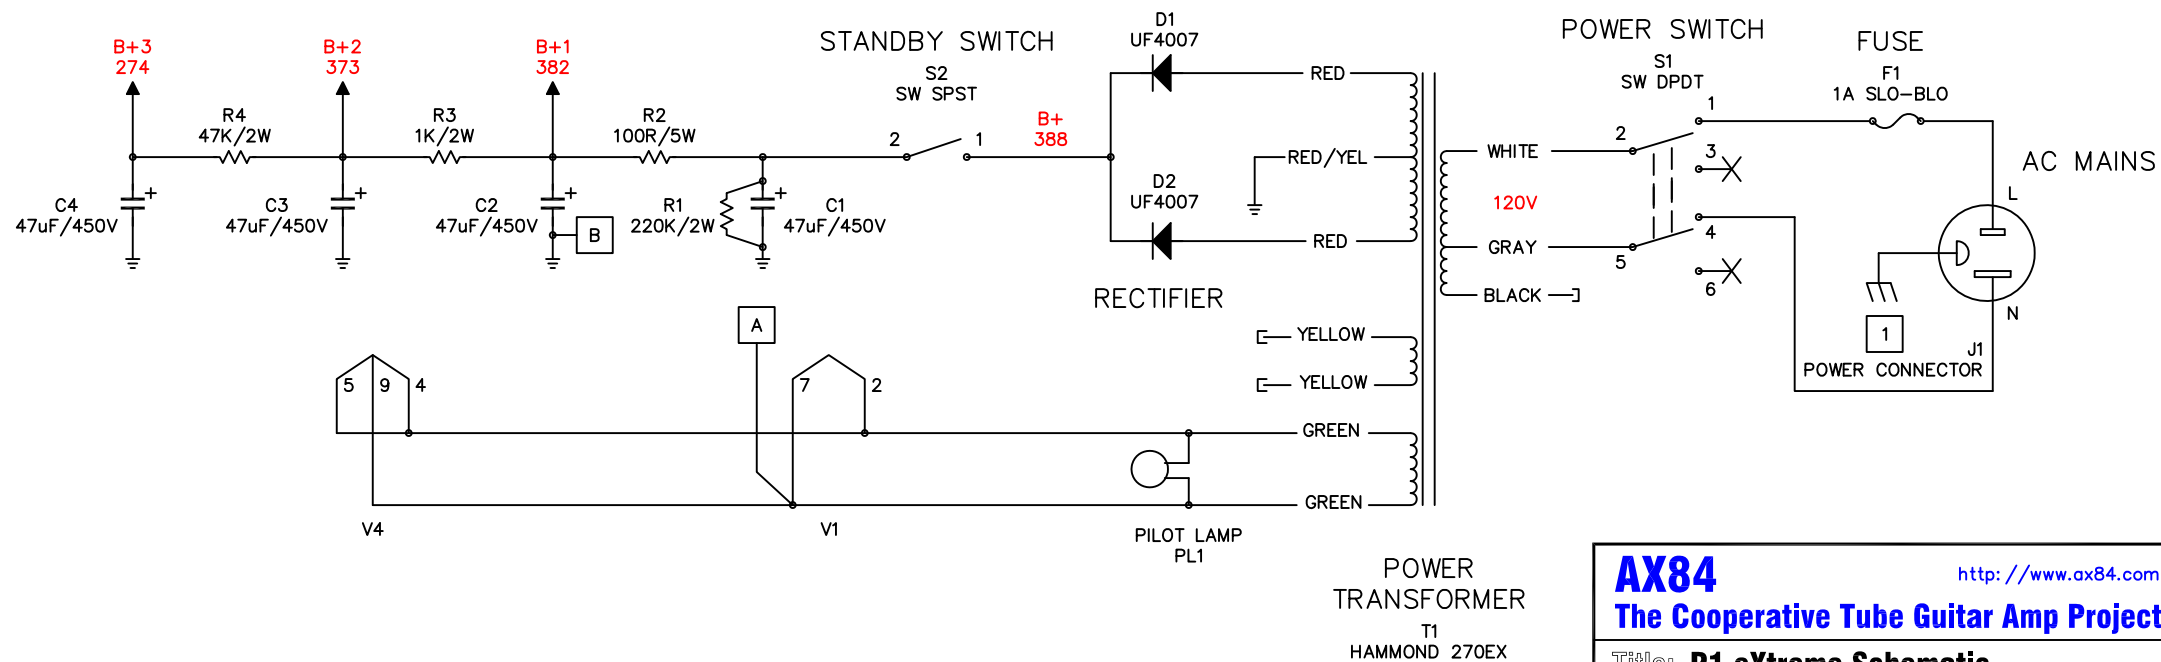 B+3
274
B+2
373
B+1
382
STANDBY SWITCH
S2
SW SPST
D1
UF4007
POWER SWITCH
S1
SW DPDT
FUSE
F1
1A SLO-BLO
R4
47K/2W
R3
1K/2W
R2
100R/5W
2
1
B+
388
RED
RED/YEL
RED
WHITE
120V
GRAY
BLACK
1
2
3
4
5
6
AC MAINS
L
N
C4
47uF/450V
+
C3
47uF/450V
+
C2
47uF/450V
+
B
R1
220K/2W
+
C1
47uF/450V
D2
UF4007
RECTIFIER
1
J1
POWER CONNECTOR
A
YELLOW
YELLOW
5 9 4
7 2
GREEN
GREEN
V4
V1
PILOT LAMP
PL1
POWER
TRANSFORMER
T1
HAMMOND 270EX
AX84
http://www.ax84.com
The Cooperative Tube Guitar Amp Project
Title: P1 eXtreme Schematic